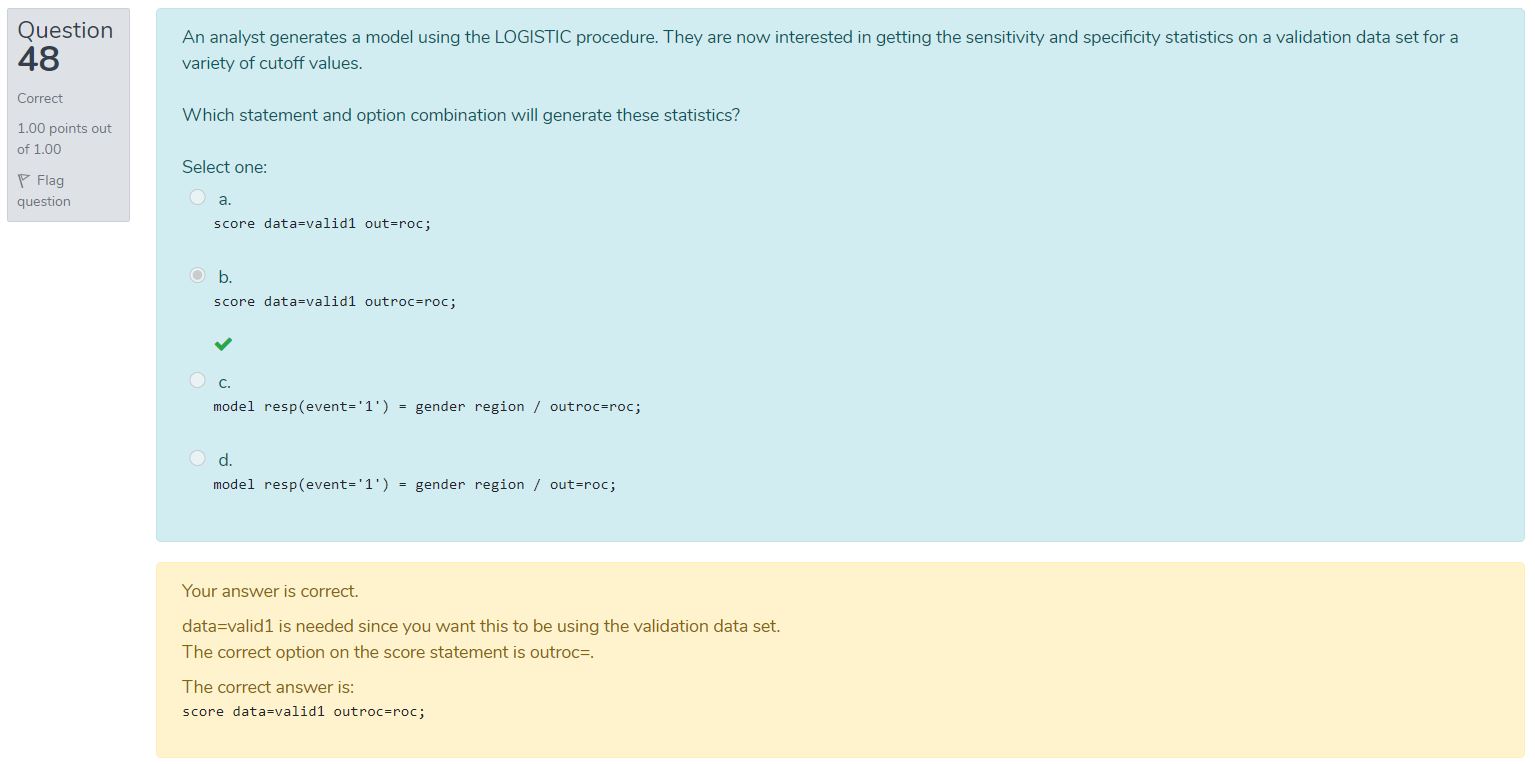 Question
48
Correct
1.00 points out
of 1.00
Flag
question
An analyst generates a model using the LOGISTIC procedure. They are now interested in getting the sensitivity and specificity statistics on a validation data set for a
variety of cutoff values.
Which statement and option combination will generate these statistics?
Select one:
a.
score data=valid1 out=roc;
b.
score data=valid1 outroc=roc;
c.
model resp(event='1') = gender region / outroc=roc;
d.
model resp(event='1') = gender region / out=roc;
Your answer is correct.
data=valid1 is needed since you want this to be using the validation data set.
The correct option on the score statement is outroc=.
The correct answer is:
score data=valid1 outroc=roc;